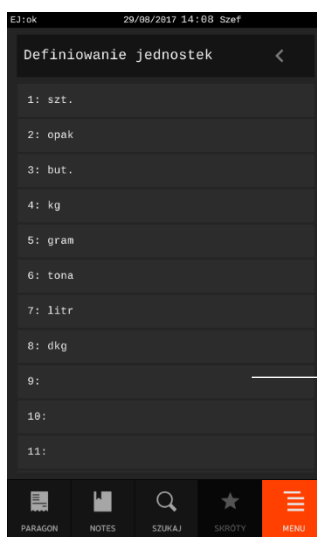 EJ:ok 29/08/2017 14:08 Szef
Definiowanie jednostek <
1: szt.
2: opak
3: but.
4: kg
5: gram
6: tona
7: litr
8: dkg
9:
10:
11:
PARAGON NOTES SZUKAJ SKRÓTY MENU